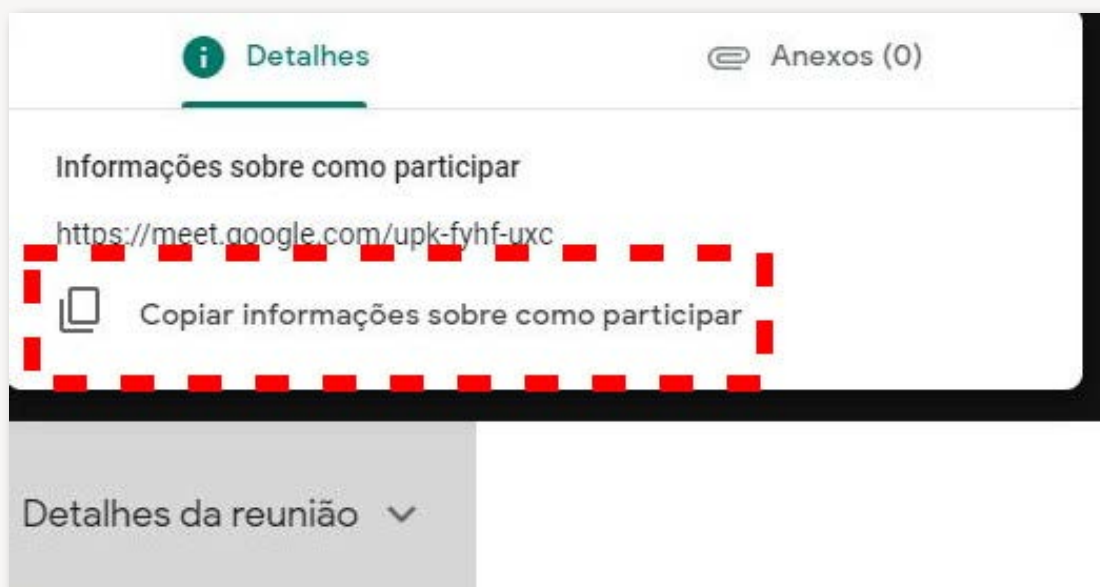 Detalhes
Anexos (0)
Informações sobre como participar
https://meet.google.com/upk-fyhf-uxc
Copiar informações sobre como participar
Detalhes da reunião